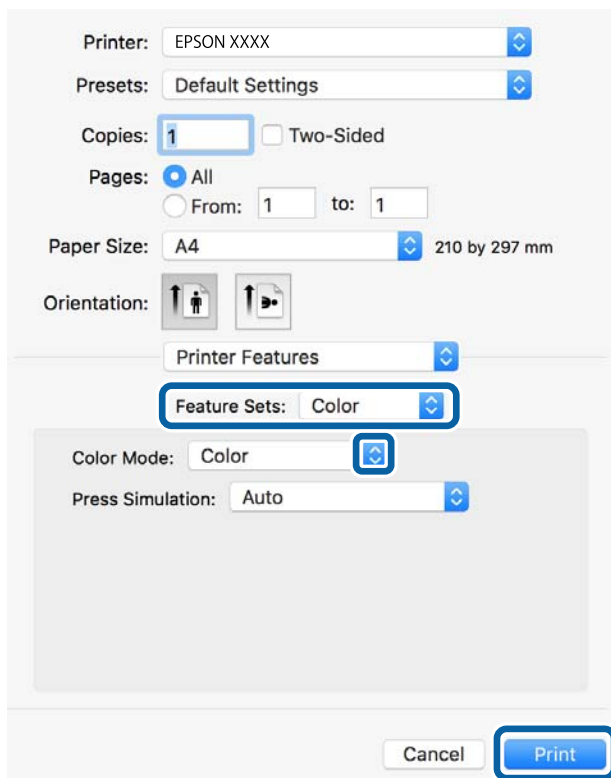 Printer: EPSON XXXX
Presets: Default Settings
Copies: 1 Two-Sided
Pages: All
From: 1 to: 1
Paper Size: A4 210 by 297 mm
Orientation:
Printer Features
Feature Sets: Color
Color Mode: Color
Press Simulation: Auto
Cancel Print